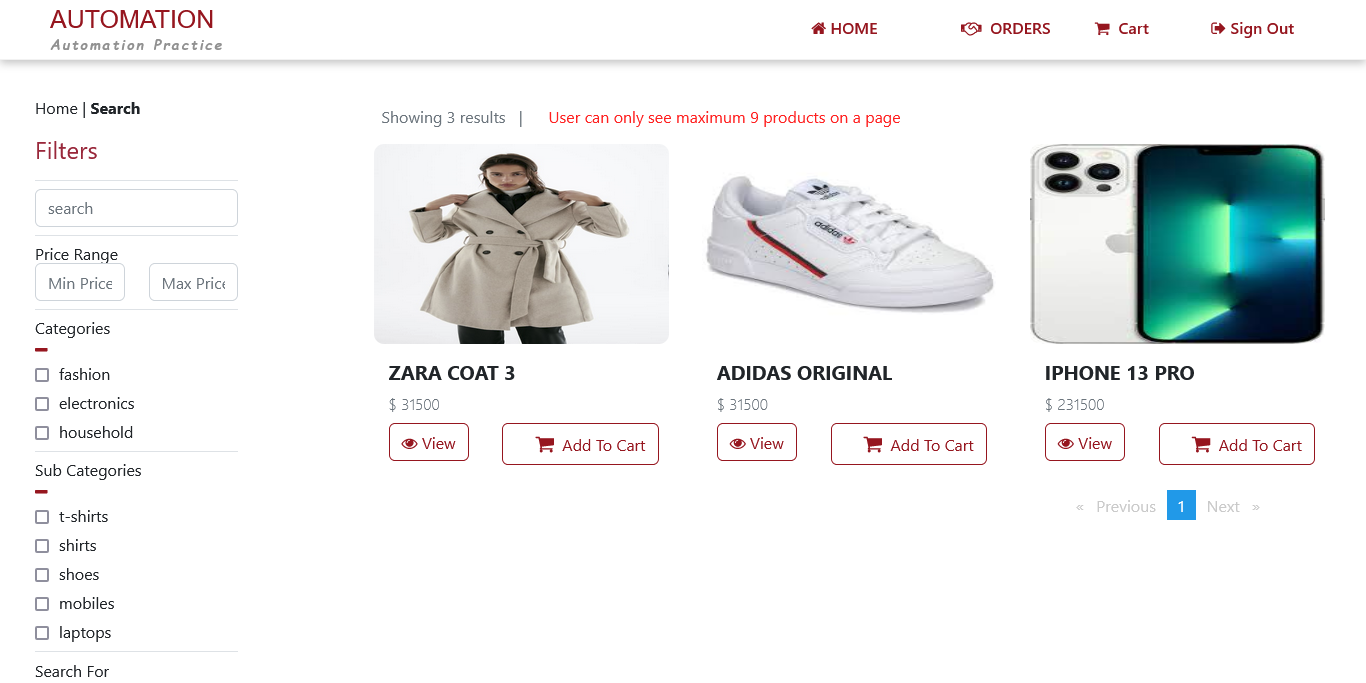 AUTOMATION
Automation Practice
HOME
ORDERS
Cart
Sign Out
Home | Search
Filters
search
Price Range
Min Price
Max Price
Categories
fashion
electronics
household
Sub Categories
t-shirts
shirts
shoes
mobiles
laptops
Search For
Showing 3 results |
User can only see maximum 9 products on a page
ZARA COAT 3
$ 31500
View
Add To Cart
adidas
adidas
ADIDAS ORIGINAL
$ 31500
View
Add To Cart
IPHONE 13 PRO
$ 231500
View
Add To Cart
« Previous 1 Next »